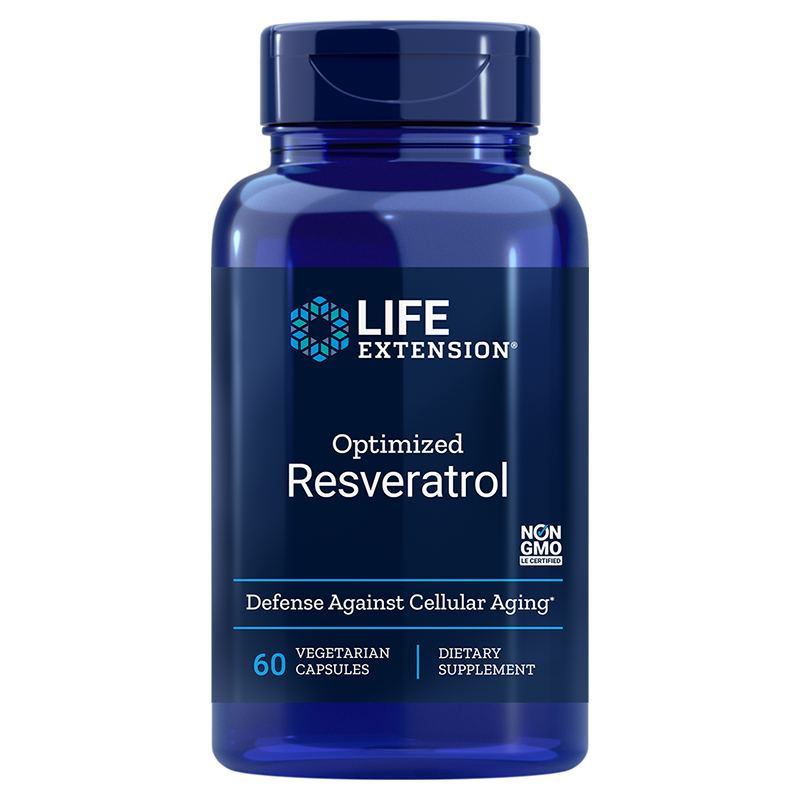 LIFE
EXTENSION®
Optimized
Resveratrol
NON
GMO
LE CERTIFIED
Defense Against Cellular Aging*
60 VEGETARIAN CAPSULES | DIETARY SUPPLEMENT